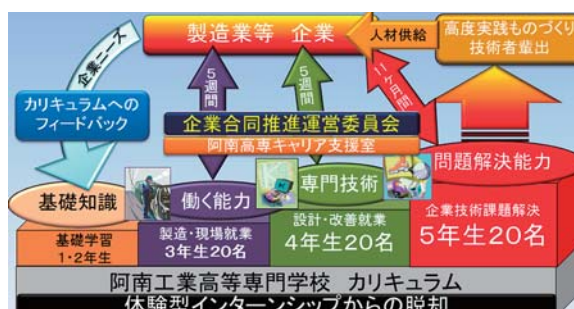 製造業等 企業
人材供給
高度実践ものづくり
技術者輩出
企業ニーズ
5週間
5週間
11ヶ月間
カリキュラムへの
フィードバック
企業合同推進運営委員会
阿南高専キャリア支援室
基礎知識
働く能力
専門技術
問題解決能力
基礎学習
1・2年生
製造・現場就業
3年生20名
設計・改善就業
4年生20名
企業技術課題解決
5年生20名
阿南工業高等専門学校 カリキュラム
体験型インターンシップからの脱却